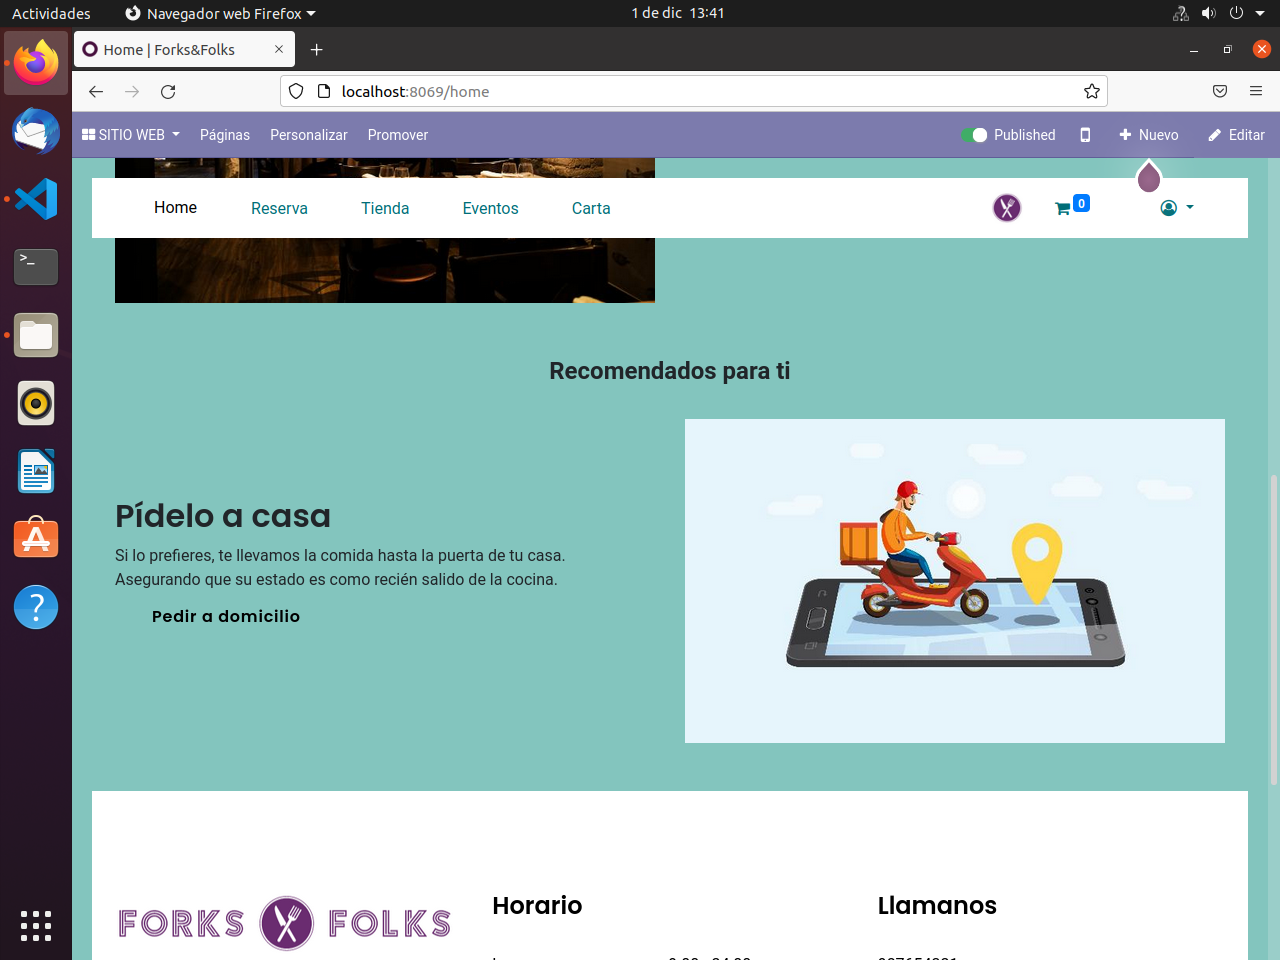 Actividades
Navegador web Firefox
1 de dic 13:41
Home | Forks&Folks
localhost:8069/home
SITIO WEB
Páginas
Personalizar
Promover
Published
Nuevo
Editar
Home
Reserva
Tienda
Eventos
Carta
0
Recomendados para ti
Pídelo a casa
Si lo prefieres, te llevamos la comida hasta la puerta de tu casa.
Asegurando que su estado es como recién salido de la cocina.
Pedir a domicilio
FORKS FOLKS
Horario
Llamanos